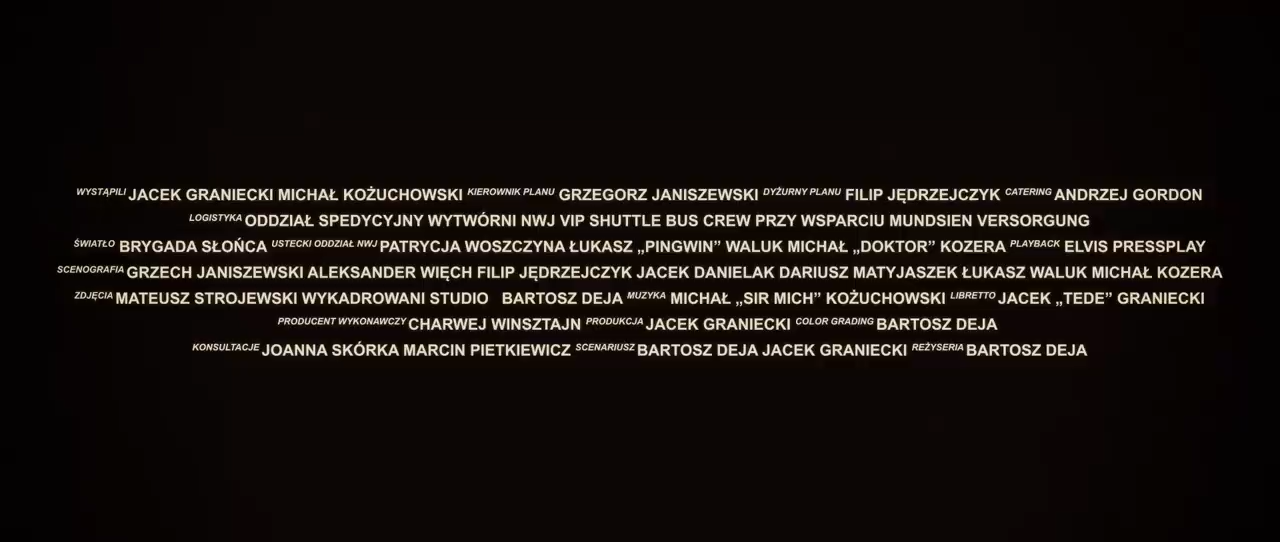 WYSTĄPILI JACEK GRANIECKI MICHAŁ KOŻUCHOWSKI KIEROWNIK PLANU GRZEGORZ JANISZEWSKI DYŻURNY PLANU FILIP JĘDRZEJCZYK CATERING ANDRZEJ GORDON
LOGISTYKA ODDZIAŁ SPEDYCYJNY WYTWÓRNI NWJ VIP SHUTTLE BUS CREW PRZY WSPARCIU MUNDSIEN VERSORGUNG
ŚWIATŁO BRYGADA SŁOŃCA USTECKI ODDZIAŁ NWJ PATRYCJA WOSZCZYNA ŁUKASZ „PINGWIN” WALUK MICHAŁ „DOKTOR” KOZERA PLAYBACK ELVIS PRESSPLAY
SCENOGRAFIA GRZECH JANISZEWSKI ALEKSANDER WIĘCH FILIP JĘDRZEJCZYK JACEK DANIELAK DARIUSZ MATYJASZEK ŁUKASZ WALUK MICHAŁ KOZERA
ZDJĘCIA MATEUSZ STROJEWSKI WYKADROWANI STUDIO BARTOSZ DEJA MUZYKA MICHAŁ „SIR MICH” KOŻUCHOWSKI LIBRETTO JACEK „TEDE” GRANIECKI
PRODUCENT WYKONAWCZY CHARWEJ WINSZTAJN PRODUKCJA JACEK GRANIECKI COLOR GRADING BARTOSZ DEJA
KONSULTACJE JOANNA SKÓRKA MARCIN PIETKIEWICZ SCENARIUSZ BARTOSZ DEJA JACEK GRANIECKI REŻYSERIA BARTOSZ DEJA